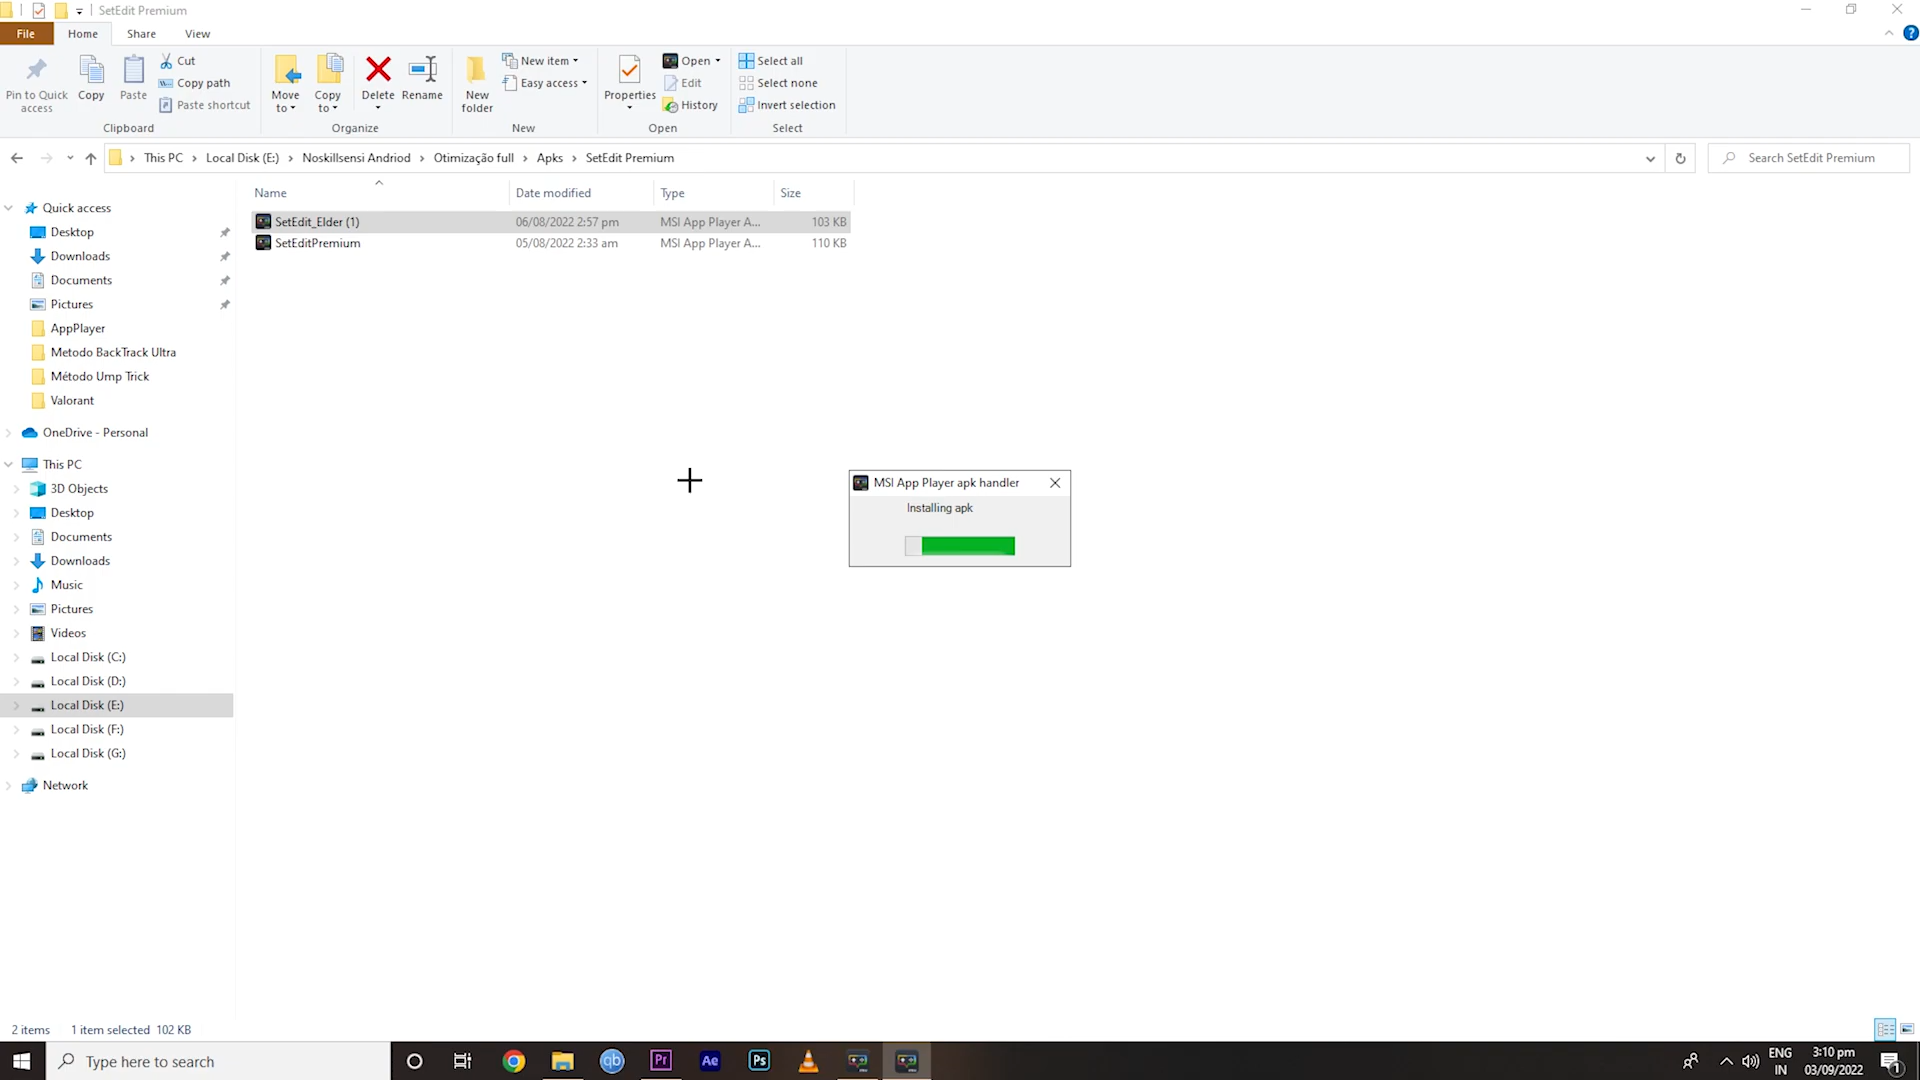 SetEdit Premium
File Home Share View
Pin to Quick access
Copy
Paste
Cut
Copy path
Paste shortcut
Clipboard
Move to
Copy to
Delete
Rename
Organize
New folder
New item
Easy access
New
Properties
Open
Edit
History
Open
Select all
Select none
Invert selection
Select
This PC › Local Disk (E:) › Noskillsensi Andriod › Otimização full › Apks › SetEdit Premium
Search SetEdit Premium
Name Date modified Type Size
SetEdit_Elder (1) 06/08/2022 2:57 pm MSI App Player A... 103 KB
SetEditPremium 05/08/2022 2:33 am MSI App Player A... 110 KB
Quick access
Desktop
Downloads
Documents
Pictures
AppPlayer
Metodo BackTrack Ultra
Método Ump Trick
Valorant
OneDrive - Personal
This PC
3D Objects
Desktop
Documents
Downloads
Music
Pictures
Videos
Local Disk (C:)
Local Disk (D:)
Local Disk (E:)
Local Disk (F:)
Local Disk (G:)
Network
MSI App Player apk handler
Installing apk
2 items 1 item selected 102 KB
Type here to search
qb
Pr
Ae
Ps
ENG
IN
3:10 pm
03/09/2022
1